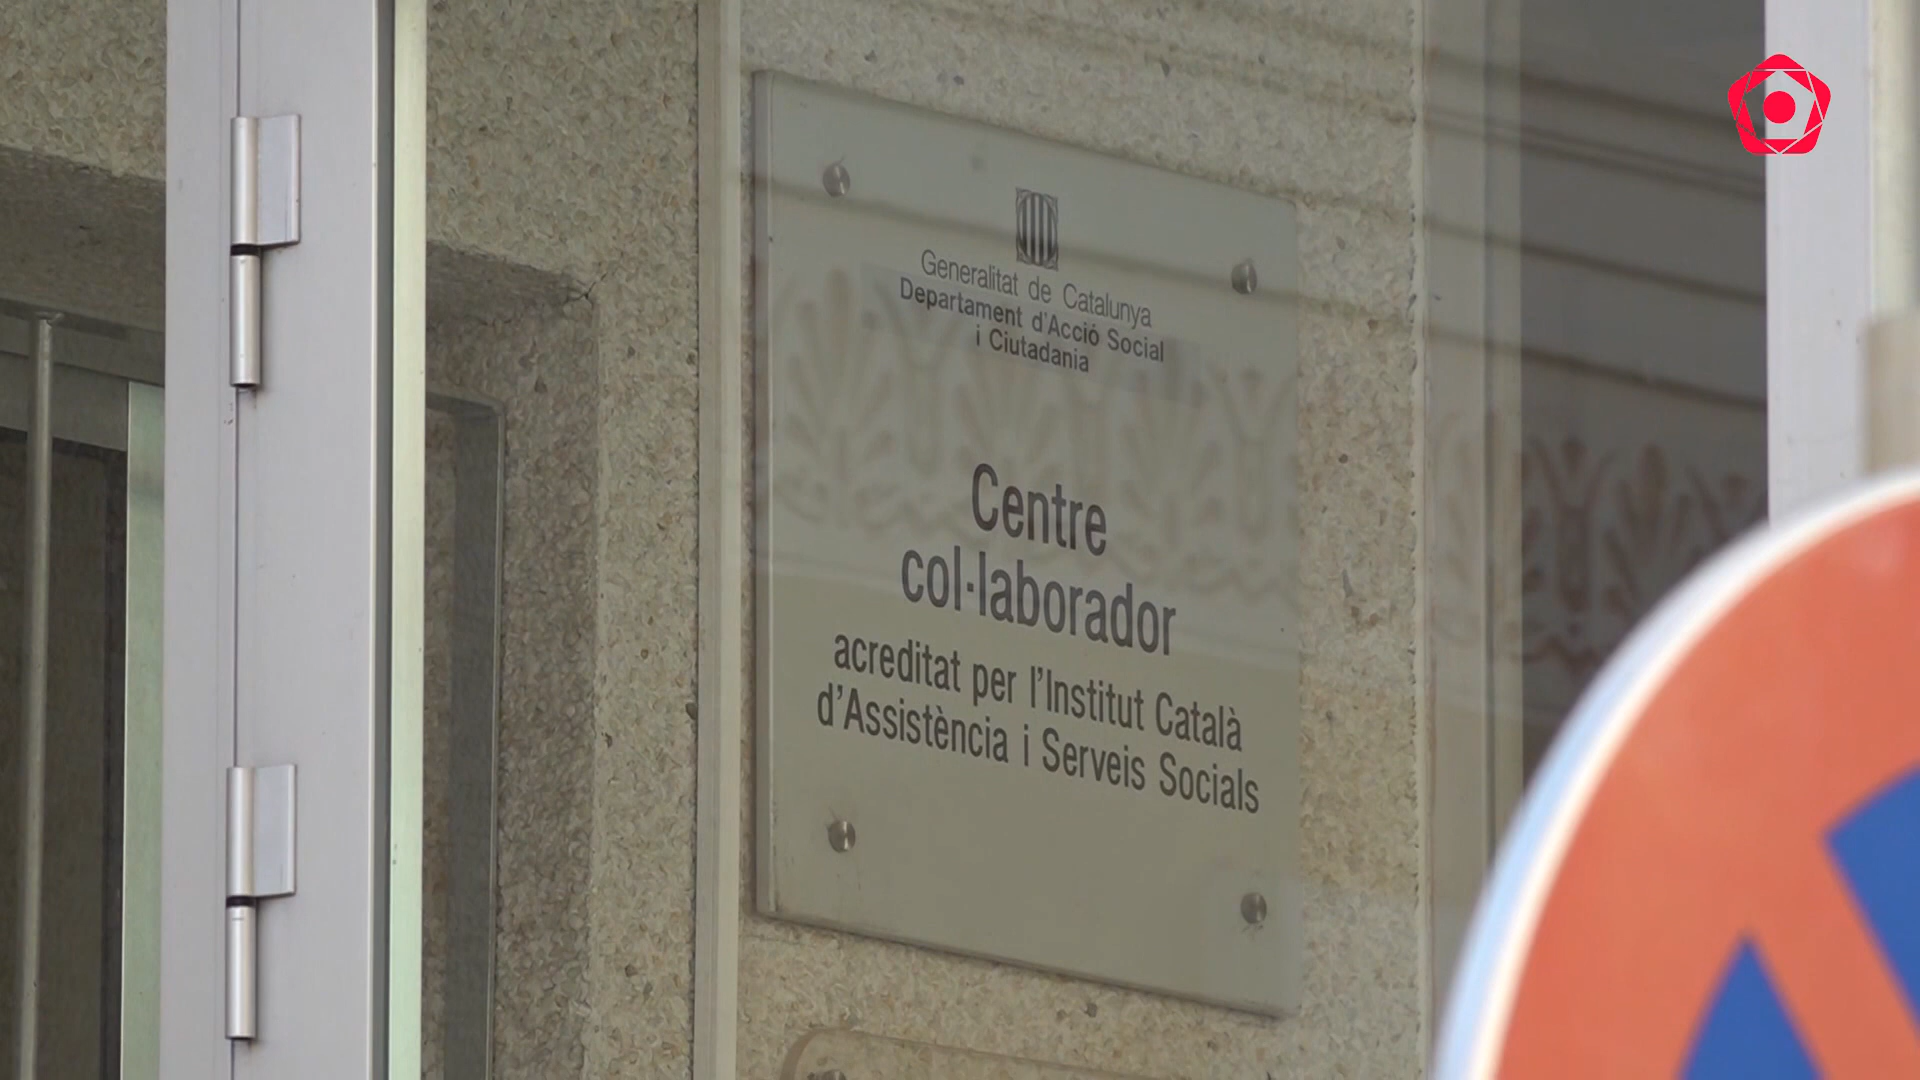 Generalitat de Catalunya
Departament d'Acció Social
i Ciutadania
Centre
col·laborador
acreditat per l'Institut Català
d'Assistència i Serveis Socials